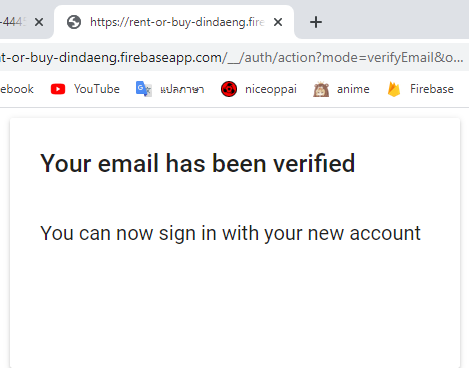 -4445
https://rent-or-buy-dindaeng.fire
nt-or-buy-dindaeng.firebaseapp.com/__/auth/action?mode=verifyEmail&o...
ebook YouTube แปลภาษา niceoppai anime Firebase
Your email has been verified
You can now sign in with your new account